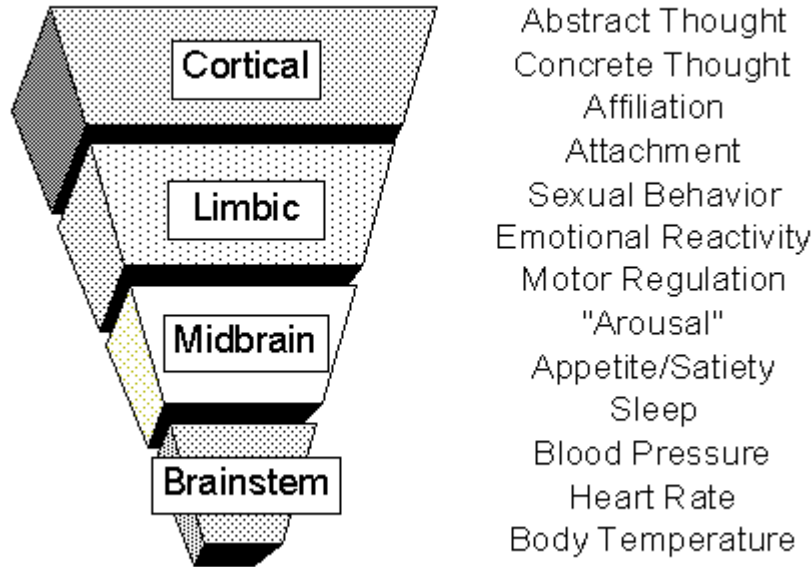 Cortical
Limbic
Midbrain
Brainstem
Abstract Thought
Concrete Thought
Affiliation
Attachment
Sexual Behavior
Emotional Reactivity
Motor Regulation
"Arousal"
Appetite/Satiety
Sleep
Blood Pressure
Heart Rate
Body Temperature